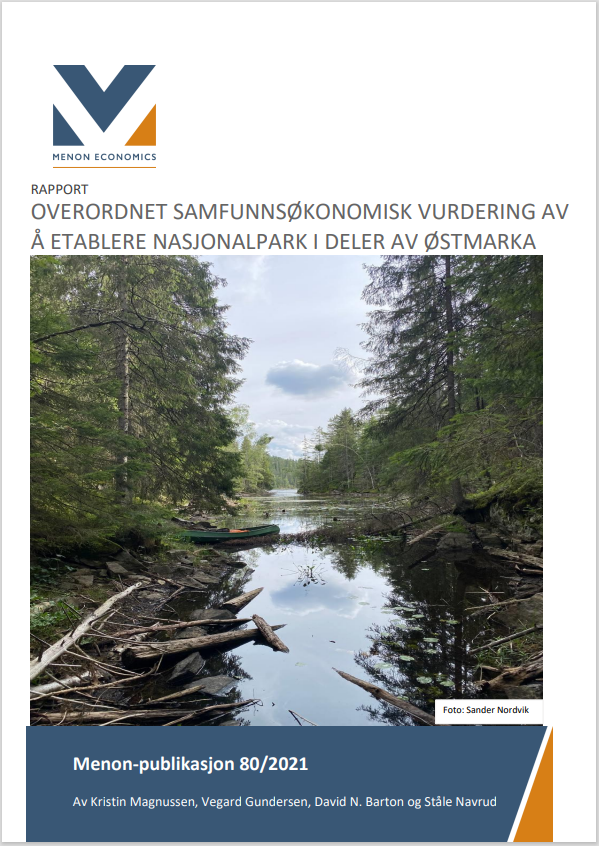 MENON ECONOMICS
RAPPORT
OVERORDNET SAMFUNNSØKONOMISK VURDERING AV
Å ETABLERE NASJONALPARK I DELER AV ØSTMARKA
Foto: Sander Nordvik
Menon-publikasjon 80/2021
Av Kristin Magnussen, Vegard Gundersen, David N. Barton og Ståle Navrud